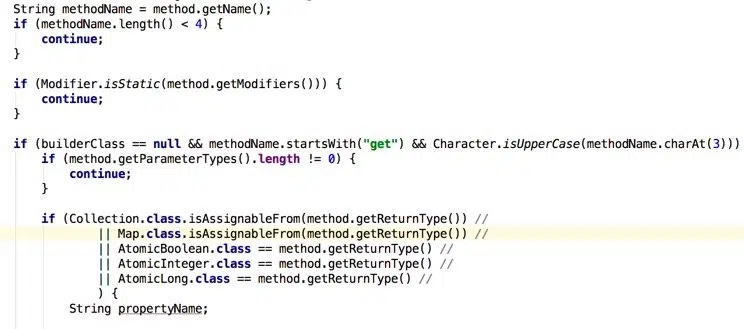 String methodName = method.getName();
if (methodName.length() < 4) {
continue;
}
if (Modifier.isStatic(method.getModifiers())) {
continue;
}
if (builderClass == null && methodName.startsWith("get") && Character.isUpperCase(methodName.charAt(3)))
if (method.getParameterTypes().length != 0) {
continue;
}
if (Collection.class.isAssignableFrom(method.getReturnType()) //
|| Map.class.isAssignableFrom(method.getReturnType()) //
|| AtomicBoolean.class == method.getReturnType() //
|| AtomicInteger.class == method.getReturnType() //
|| AtomicLong.class == method.getReturnType() //
) {
String propertyName;